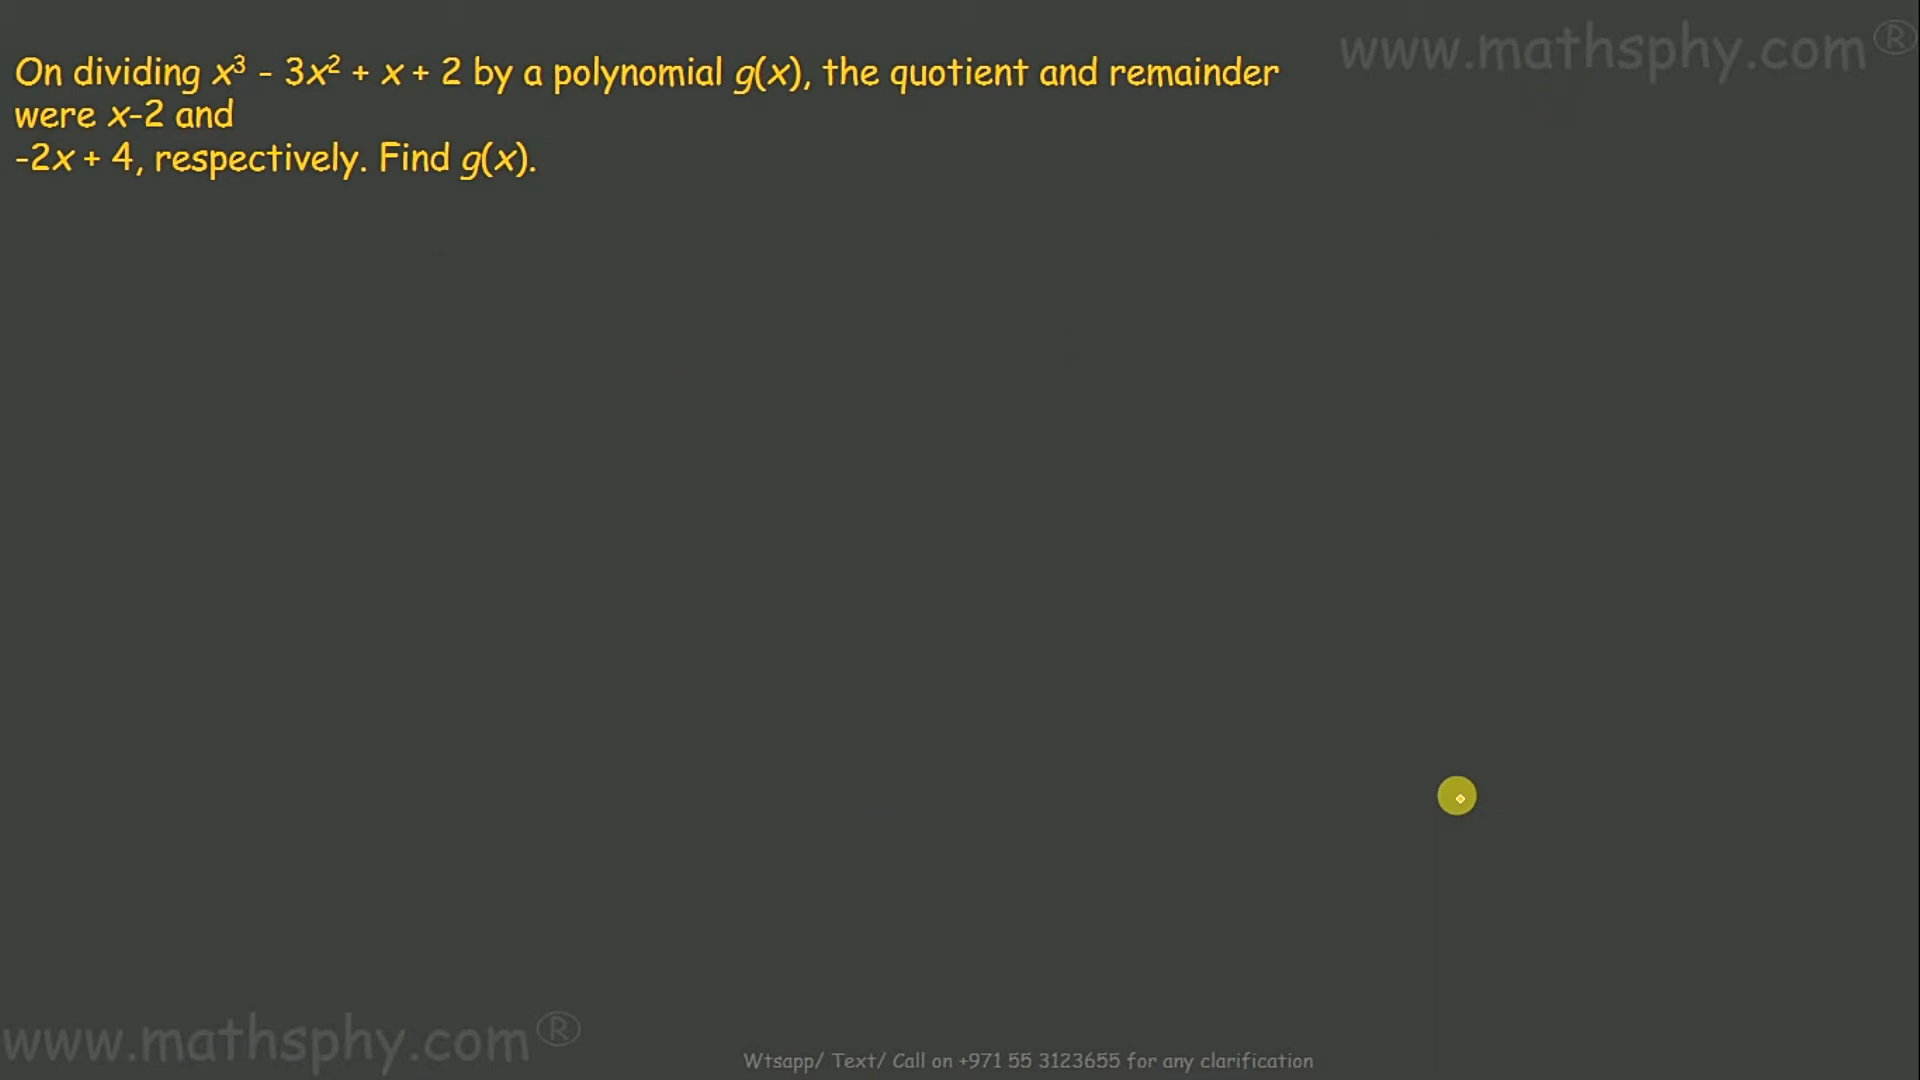 www.mathsphy.com®
On dividing x³ - 3x² + x + 2 by a polynomial g(x), the quotient and remainder
were x-2 and
-2x + 4, respectively. Find g(x).
www.mathsphy.com®
Wtsapp/ Text/ Call on +971 55 3123655 for any clarification